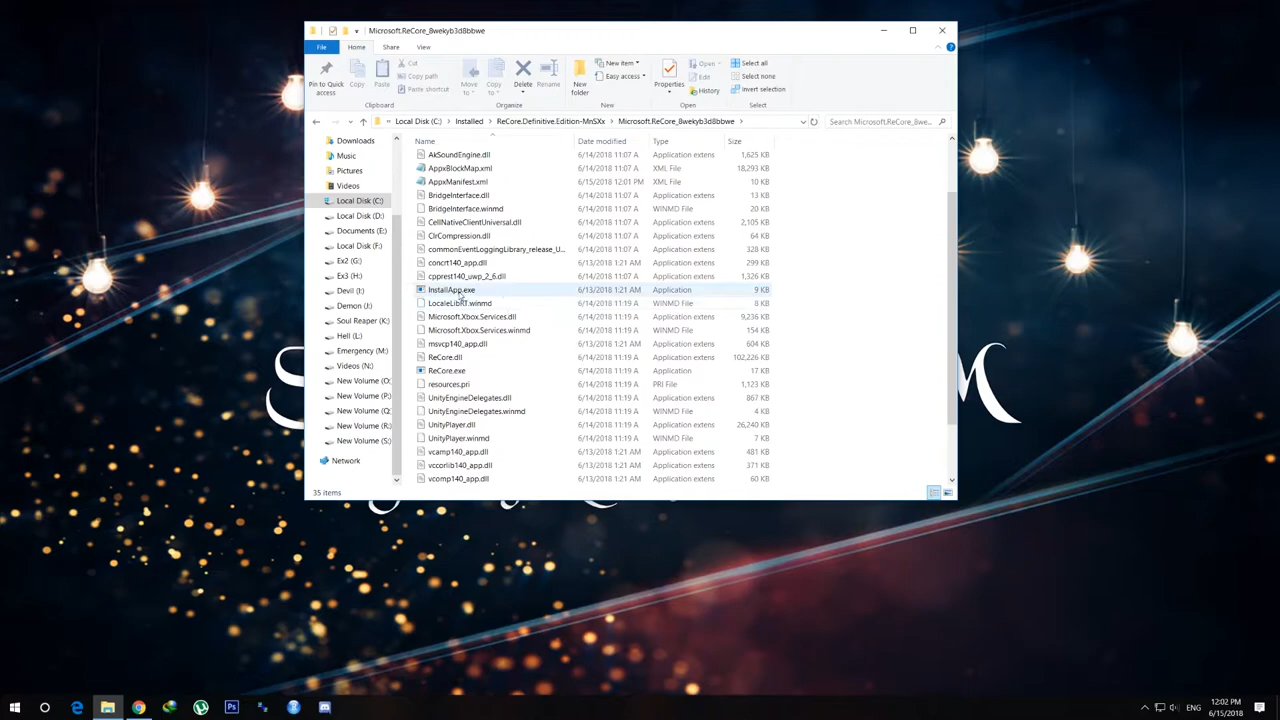 Microsoft.ReCore_8wekyb3d8bbwe
File Home Share View
Pin to Quick access
Copy
Paste
Cut
Copy path
Paste shortcut
Clipboard
Move to
Copy to
Delete
Rename
Organize
New folder
New item
Easy access
New
Properties
Open
Edit
History
Open
Select all
Select none
Invert selection
Select
Local Disk (C:) Installed ReCore.Definitive.Edition-MnSXx Microsoft.ReCore_8wekyb3d8bbwe
Search Microsoft.ReCore_8we...
Downloads
Music
Pictures
Videos
Local Disk (C:)
Local Disk (D:)
Documents (E:)
Local Disk (F:)
Ex2 (G:)
Ex3 (H:)
Devil (I:)
Demon (J:)
Soul Reaper (K:)
Hell (L:)
Emergency (M:)
Videos (N:)
New Volume (O:
New Volume (P:)
New Volume (Q:
New Volume (R:)
New Volume (S:)
Network
Name Date modified Type Size
AkSoundEngine.dll 6/14/2018 11:07 A Application extens 1,625 KB
AppxBlockMap.xml 6/14/2018 11:07 A XML File 18,293 KB
AppxManifest.xml 6/15/2018 12:01 PM XML File 10 KB
BridgeInterface.dll 6/14/2018 11:07 A Application extens 13 KB
BridgeInterface.winmd 6/14/2018 11:07 A WINMD File 20 KB
CellNativeClientUniversal.dll 6/14/2018 11:07 A Application extens 2,105 KB
ClrCompression.dll 6/14/2018 11:07 A Application extens 64 KB
commonEventLoggingLibrary_release_U... 6/14/2018 11:07 A Application extens 328 KB
concrt140_app.dll 6/13/2018 1:21 AM Application extens 299 KB
cpprest140_uwp_2_6.dll 6/14/2018 11:07 A Application extens 1,326 KB
InstallApp.exe 6/13/2018 1:21 AM Application 9 KB
LocaleLibRT.winmd 6/14/2018 11:19 A WINMD File 8 KB
Microsoft.Xbox.Services.dll 6/14/2018 11:19 A Application extens 9,236 KB
Microsoft.Xbox.Services.winmd 6/14/2018 11:19 A WINMD File 154 KB
msvcp140_app.dll 6/13/2018 1:21 AM Application extens 604 KB
ReCore.dll 6/14/2018 11:19 A Application extens 102,226 KB
ReCore.exe 6/14/2018 11:19 A Application 17 KB
resources.pri 6/14/2018 11:19 A PRI File 1,123 KB
UnityEngineDelegates.dll 6/14/2018 11:19 A Application extens 867 KB
UnityEngineDelegates.winmd 6/14/2018 11:19 A WINMD File 4 KB
UnityPlayer.dll 6/14/2018 11:19 A Application extens 26,240 KB
UnityPlayer.winmd 6/14/2018 11:19 A WINMD File 7 KB
vcamp140_app.dll 6/13/2018 1:21 AM Application extens 481 KB
vccorlib140_app.dll 6/13/2018 1:21 AM Application extens 371 KB
vcomp140_app.dll 6/13/2018 1:21 AM Application extens 60 KB
35 items
ENG
12:02 PM
6/15/2018